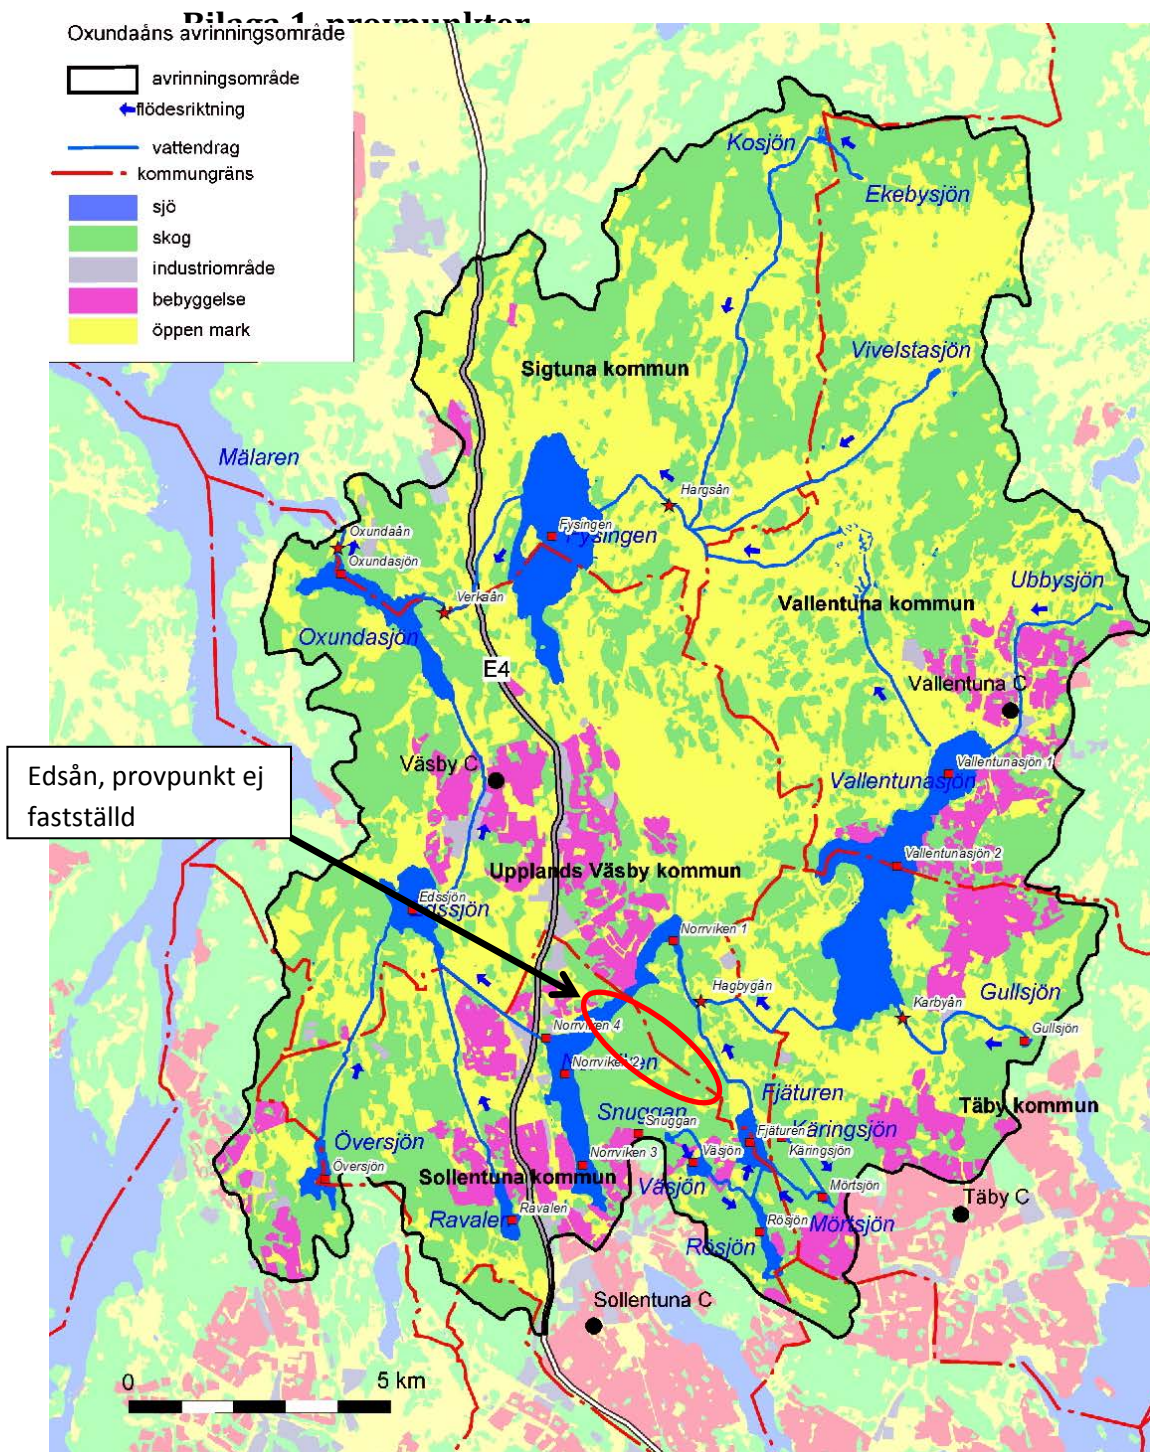 Bilaga 1, provpunkter
Oxundaåns avrinningsområde
avrinningsområde
flödesriktning
vattendrag
kommungräns
sjö
skog
industriområde
bebyggelse
öppen mark
Kosjön
Ekebysjön
Vivelstasjön
Sigtuna kommun
Mälaren
Hargsån
Fysingen
Fysingen
Oxundaån
Oxundasjön
Verkaån
Oxundasjön
Ubbysjön
Vallentuna kommun
E4
Vallentuna C
Väsby C
Vallentunasjön 1
Vallentunasjön
Edsån, provpunkt ej
fastställd
Vallentunasjön 2
Upplands Väsby kommun
Edssjön
Edssjön
Norrviken 1
Hagbygån
Gullsjön
Karbyån
Gullsjön
Norrviken 4
Norrviken 2
Norrviken
Fjäturen
Täby kommun
Snuggan
Snuggan
Fjäturen
Käringsjön
Käringsjön
Översjön
Översjön
Norrviken 3
Väsjön
Väsjön
Sollentuna kommun
Mörtsjön
Mörtsjön
Täby C
Ravalen
Ravalen
Rösjön
Rösjön
Sollentuna C
0 5 km